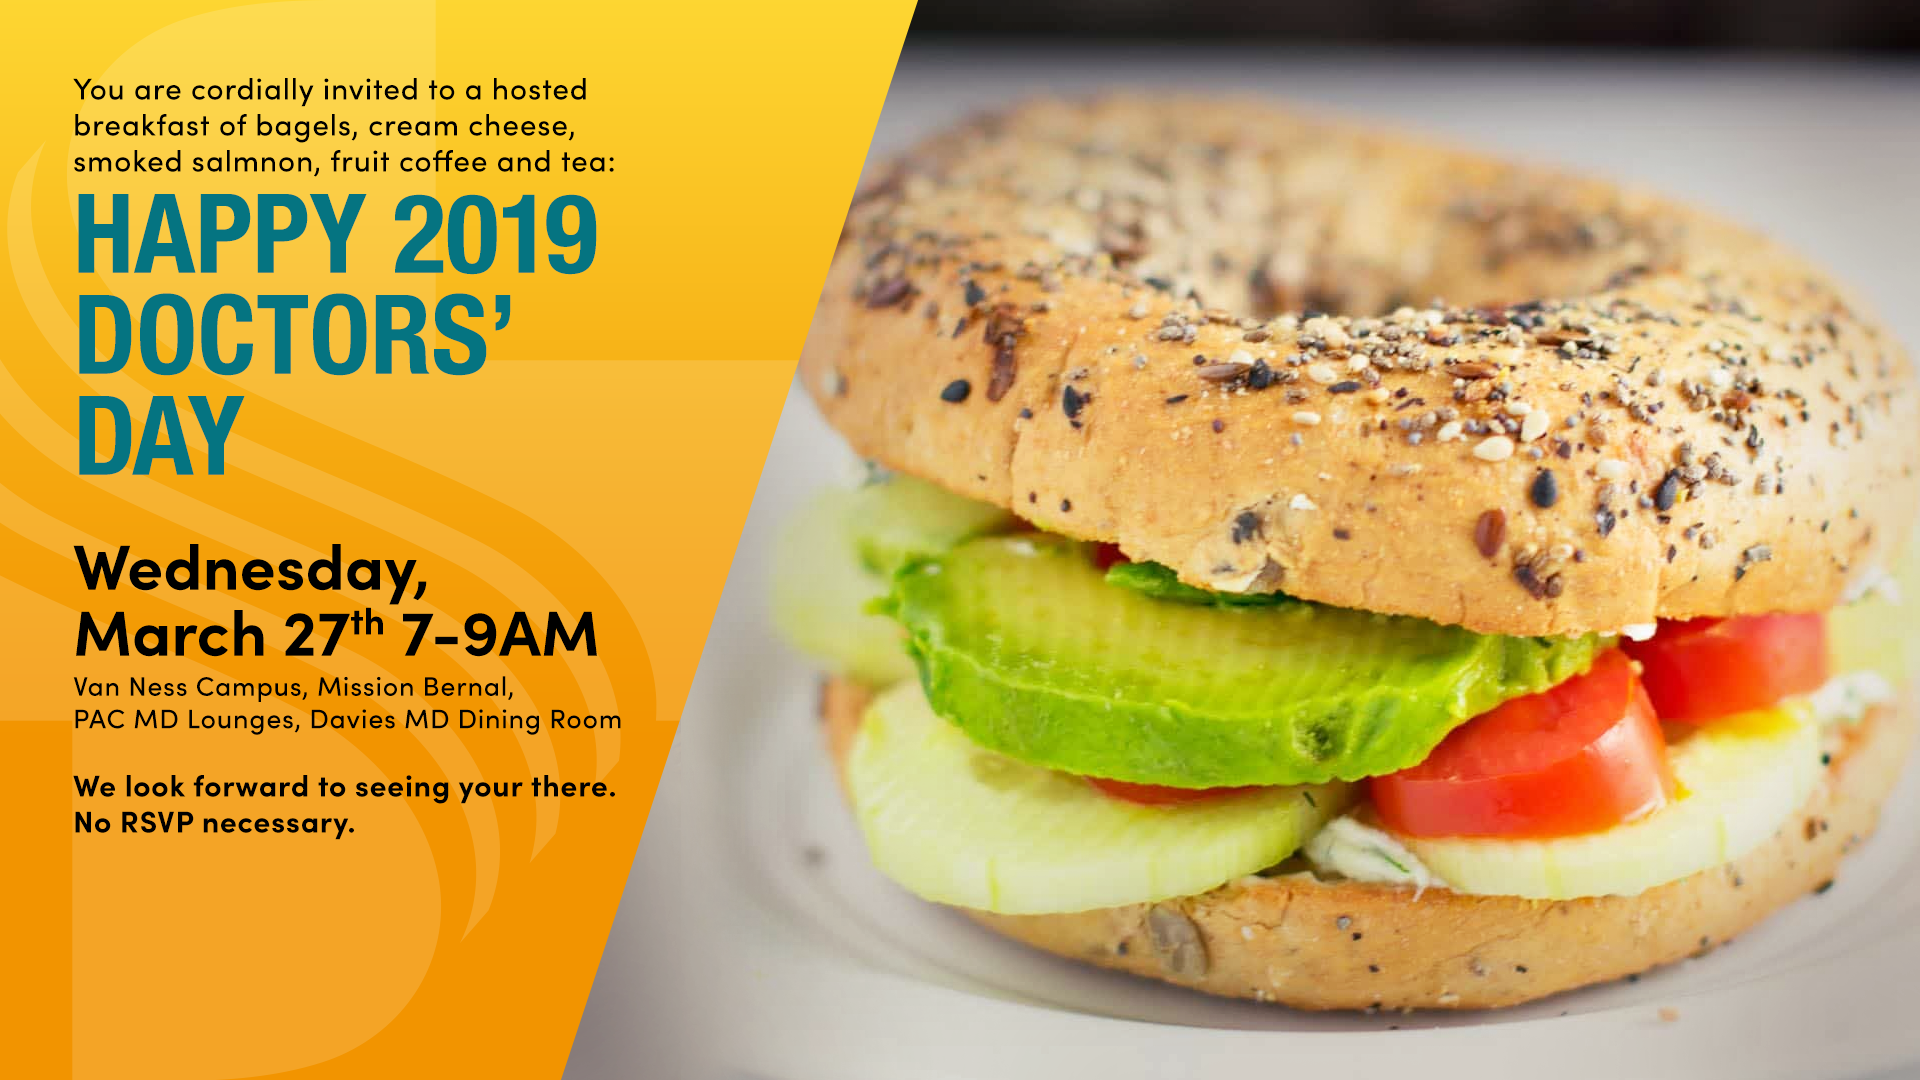 You are cordially invited to a hosted
breakfast of bagels, cream cheese,
smoked salmnon, fruit coffee and tea:
HAPPY 2019
DOCTORS’
DAY
Wednesday,
March 27th 7-9AM
Van Ness Campus, Mission Bernal,
PAC MD Lounges, Davies MD Dining Room
We look forward to seeing your there.
No RSVP necessary.